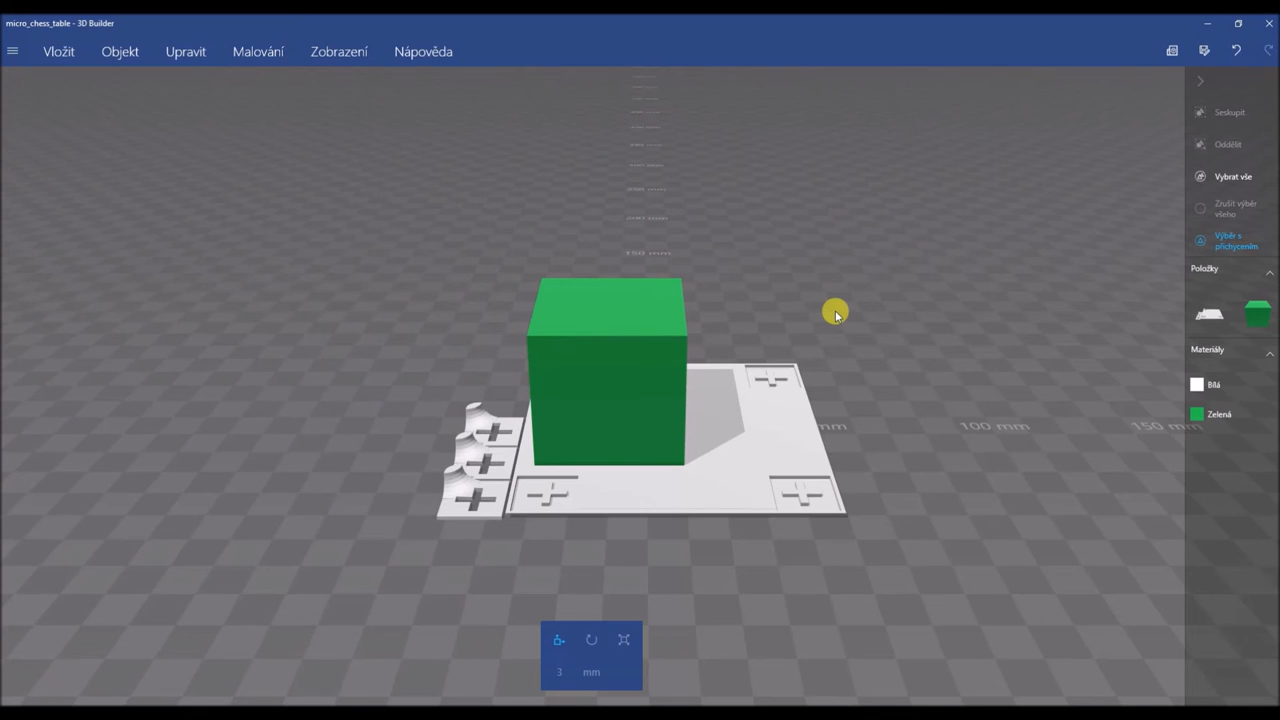 micro_chess_table - 3D Builder
Vložit Objekt Upravit Malování Zobrazení Nápověda
Seskupit
Oddělit
Vybrat vše
Zrušit výběr
všeho
Výběr s
přichycením
Položky
Materiály
Bílá
Zelená
150 mm
mm
100 mm
150 mm
3 mm